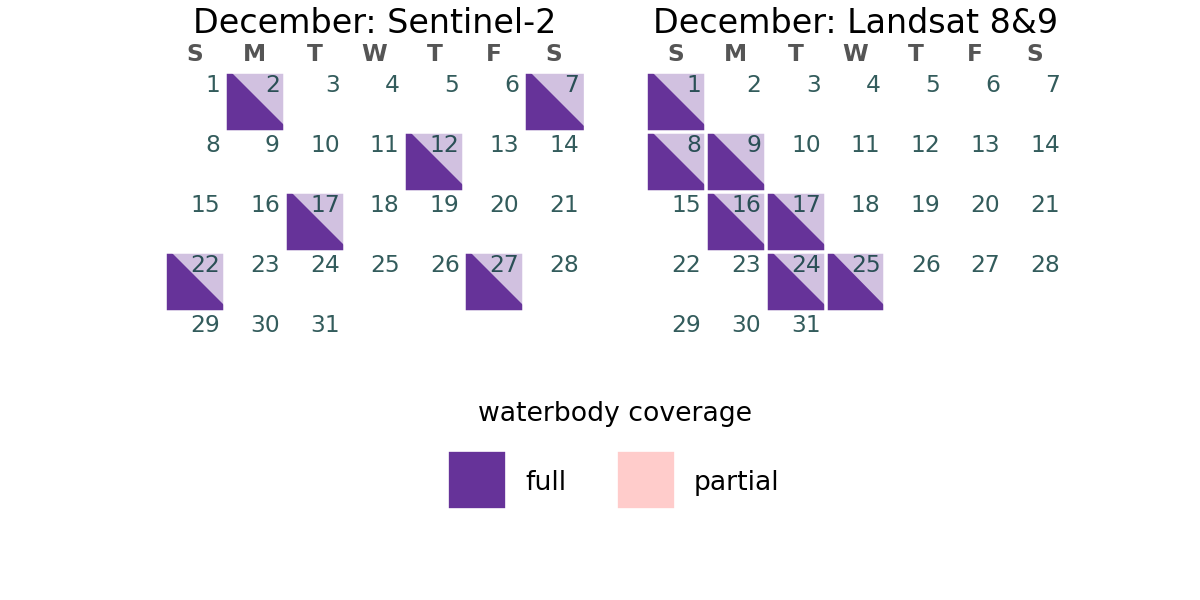 December: Sentinel-2
S M T W T F S
1 2 3 4 5 6 7
8 9 10 11 12 13 14
15 16 17 18 19 20 21
22 23 24 25 26 27 28
29 30 31
December: Landsat 8&9
S M T W T F S
1 2 3 4 5 6 7
8 9 10 11 12 13 14
15 16 17 18 19 20 21
22 23 24 25 26 27 28
29 30 31
waterbody coverage
full
partial